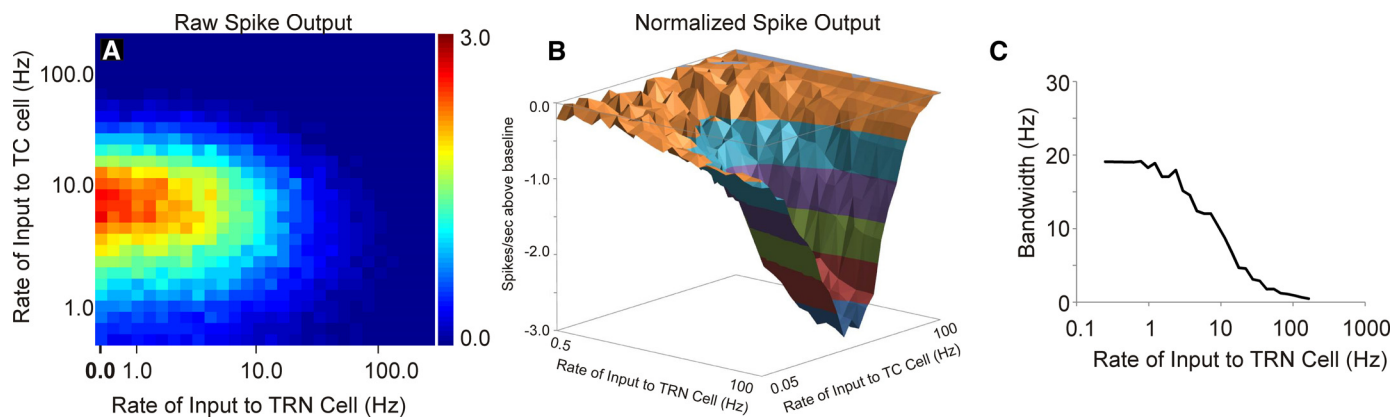 Raw Spike Output
A
Rate of Input to TC cell (Hz)
100.0
10.0
1.0
0.0 1.0 10.0 100.0
Rate of Input to TRN Cell (Hz)
3.0
0.0
Normalized Spike Output
B
Spikes/sec above baseline
0.0
-1.0
-2.0
-3.0
0.5
100
Rate of Input to TRN Cell (Hz)
0.05
100
Rate of Input to TC Cell (Hz)
C
Bandwidth (Hz)
30
20
10
0
0.1 1 10 100 1000
Rate of Input to TRN Cell (Hz)